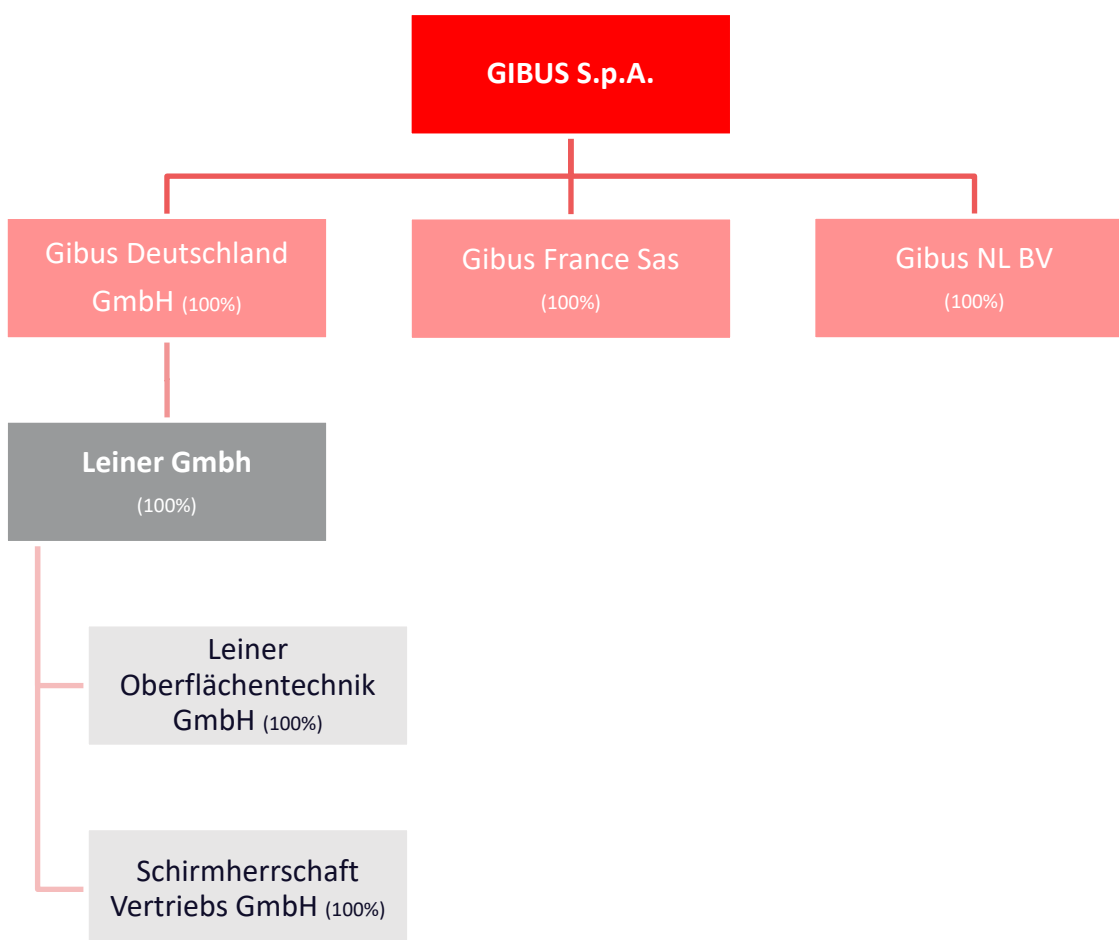 GIBUS S.p.A.
Gibus Deutschland
GmbH (100%)
Gibus France Sas
(100%)
Gibus NL BV
(100%)
Leiner Gmbh
(100%)
Leiner
Oberflächentechnik
GmbH (100%)
Schirmherrschaft
Vertriebs GmbH (100%)